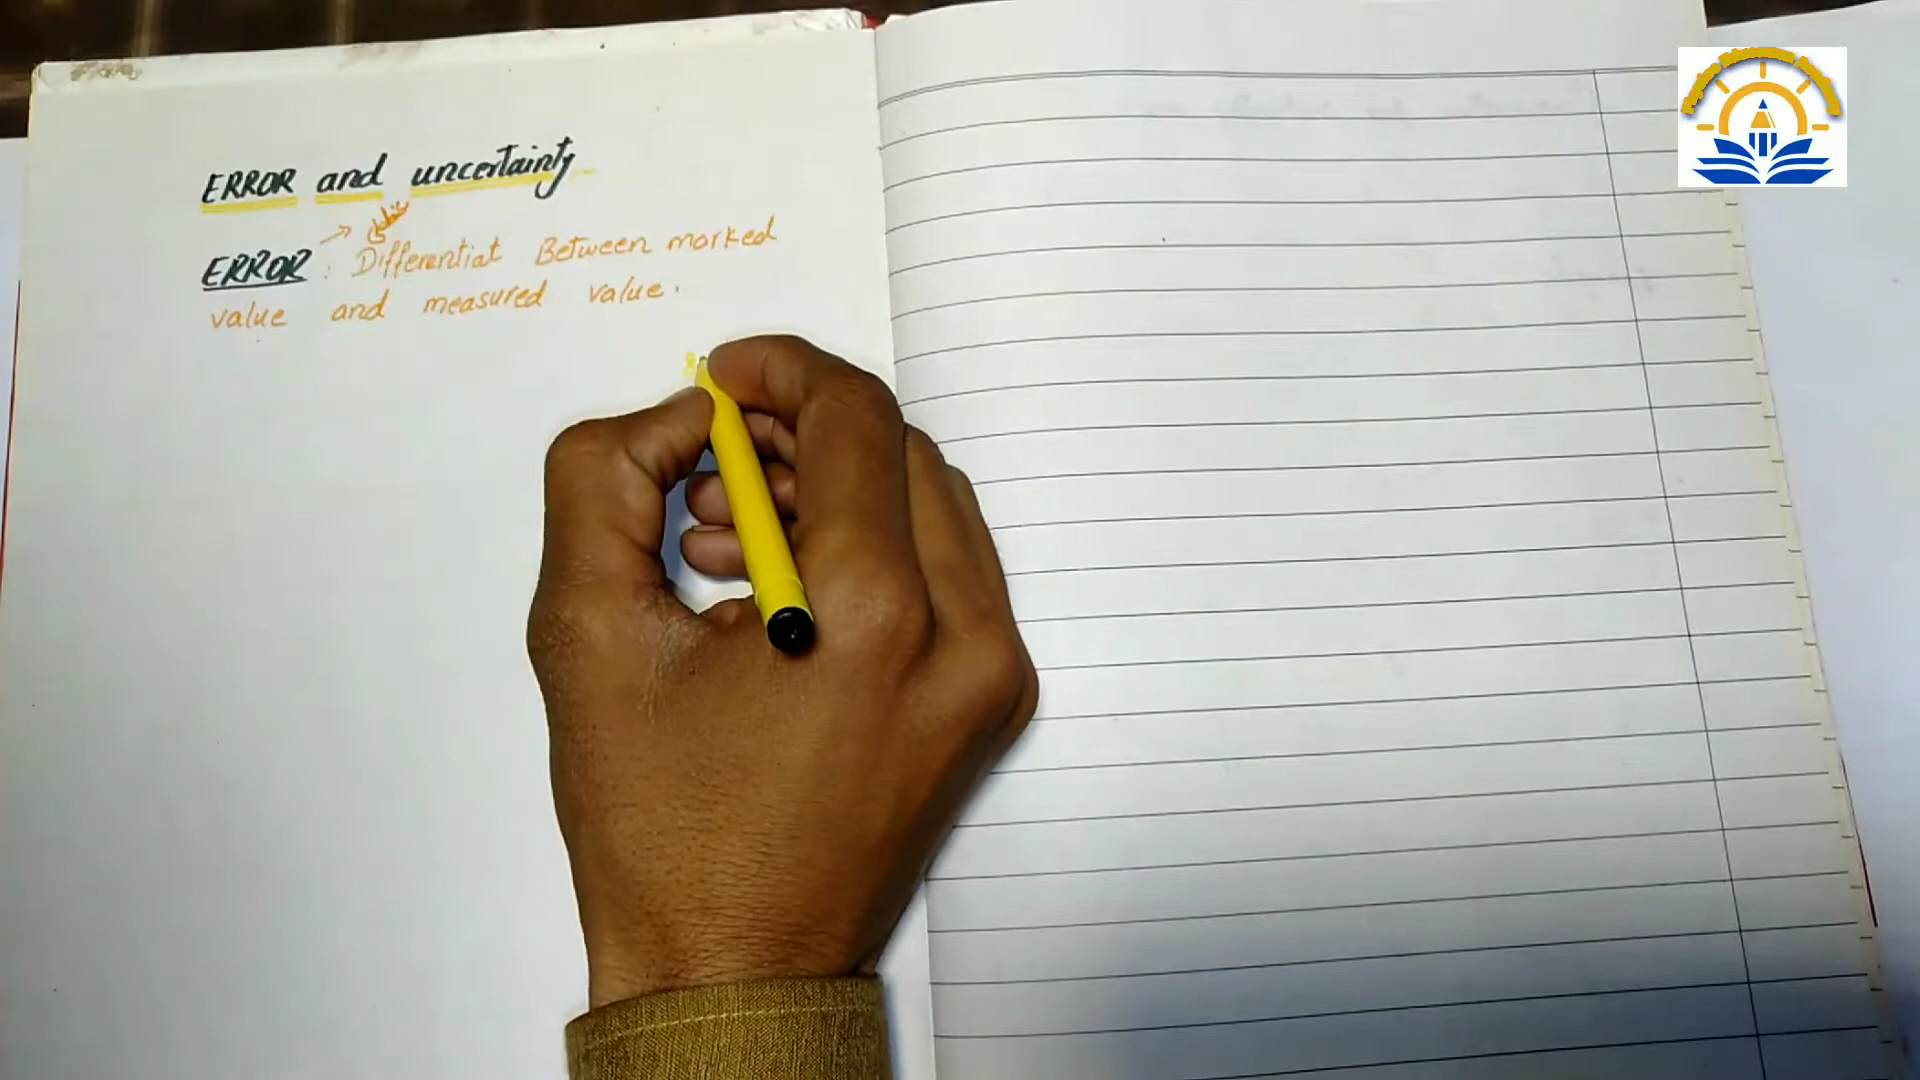 ERROR and uncertainty
ERROR : Differentiat Between marked
value and measured value.